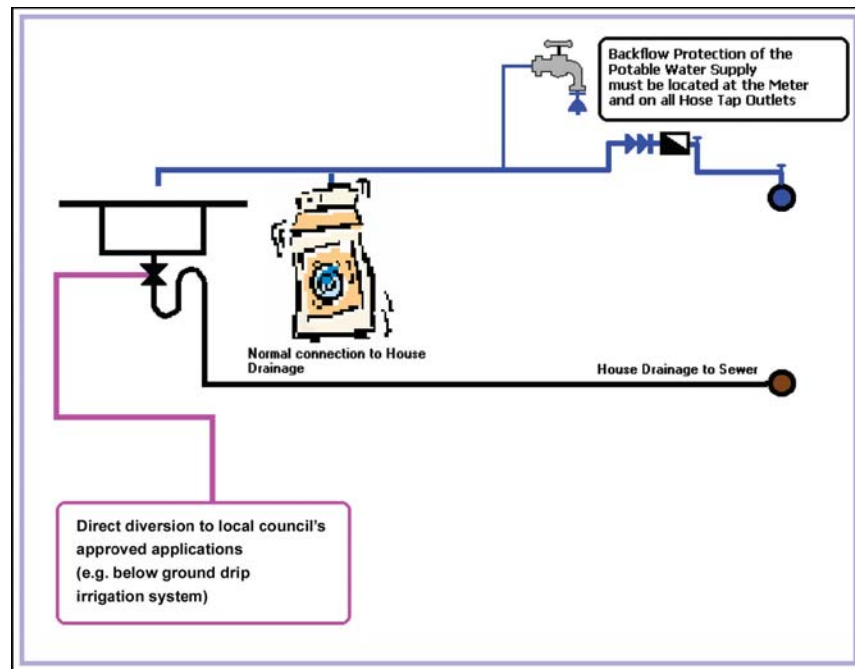 Backflow Protection of the
Potable Water Supply
must be located at the Meter
and on all Hose Tap Outlets
Normal connection to House
Drainage
House Drainage to Sewer
Direct diversion to local council's
approved applications
(e.g. below ground drip
irrigation system)